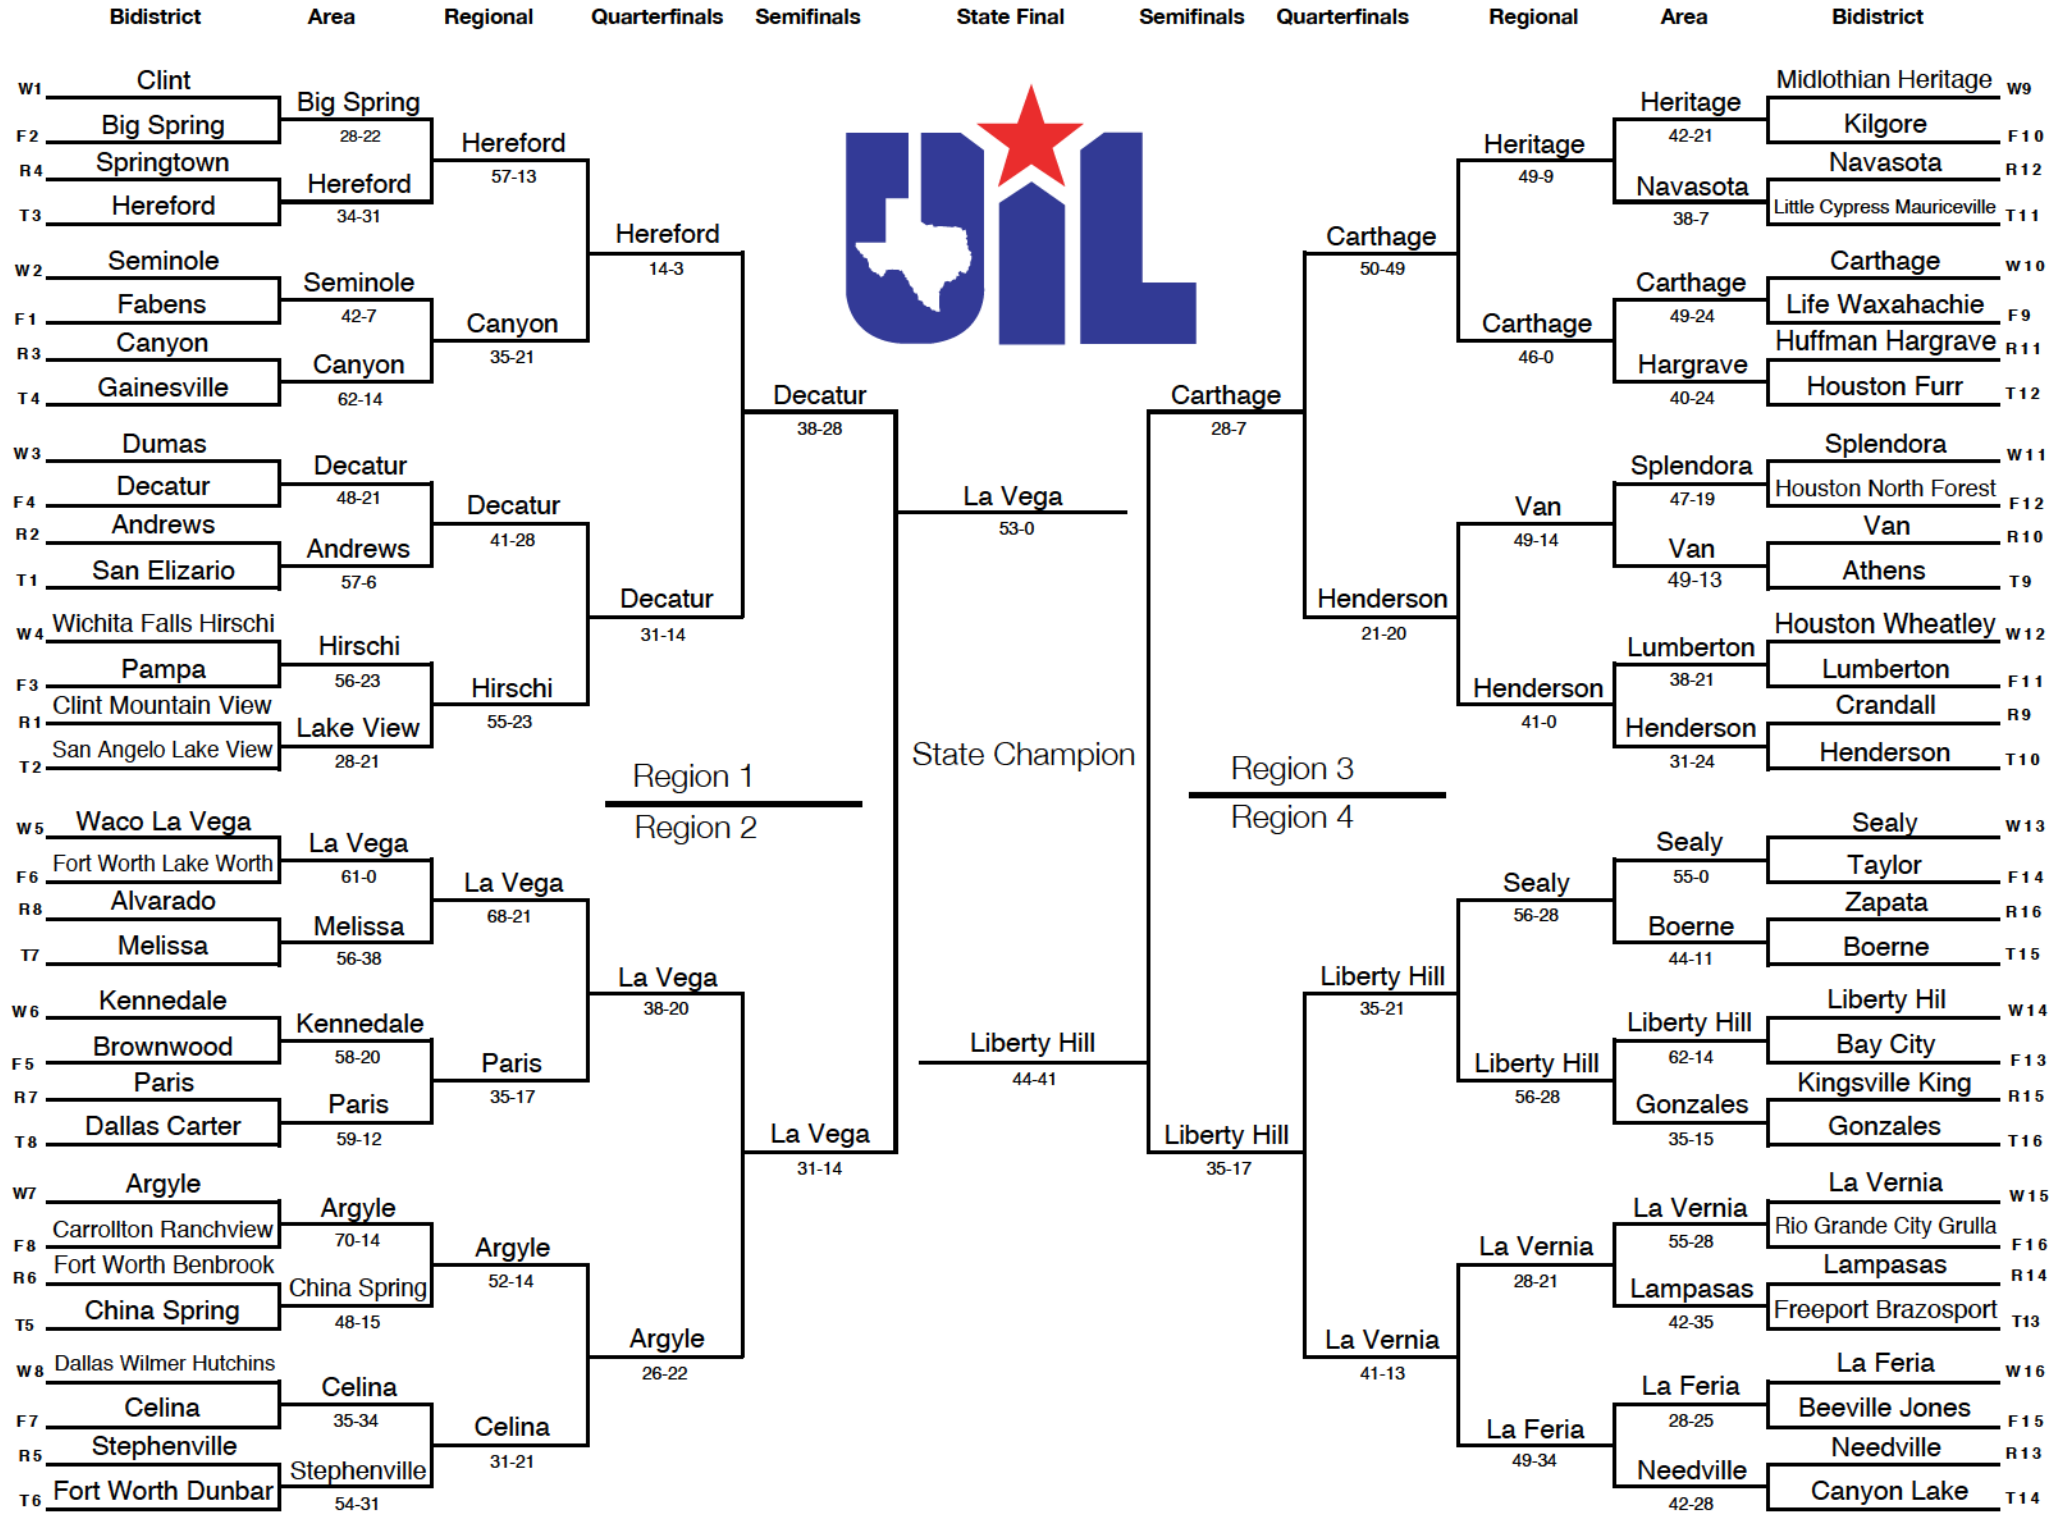 Bidistrict Area Regional Quarterfinals Semifinals State Final Semifinals Quarterfinals Regional Area Bidistrict
W1 Clint
F2 Big Spring
R4 Springtown
T3 Hereford
W2 Seminole
F1 Fabens
R3 Canyon
T4 Gainesville
W3 Dumas
F4 Decatur
R2 Andrews
T1 San Elizario
W4 Wichita Falls Hirschi
F3 Pampa
R1 Clint Mountain View
T2 San Angelo Lake View
W5 Waco La Vega
F6 Fort Worth Lake Worth
R8 Alvarado
T7 Melissa
W6 Kennedale
F5 Brownwood
R7 Paris
T8 Dallas Carter
W7 Argyle
F8 Carrollton Ranchview
R6 Fort Worth Benbrook
T5 China Spring
W8 Dallas Wilmer Hutchins
F7 Celina
R5 Stephenville
T6 Fort Worth Dunbar
Big Spring
28-22
Hereford
34-31
Seminole
42-7
Canyon
62-14
Decatur
48-21
Andrews
57-6
Hirschi
56-23
Lake View
28-21
La Vega
61-0
Melissa
56-38
Kennedale
58-20
Paris
59-12
Argyle
70-14
China Spring
48-15
Celina
35-34
Stephenville
54-31
Hereford
57-13
Canyon
35-21
Decatur
41-28
Hirschi
55-23
La Vega
68-21
Paris
35-17
Argyle
52-14
Celina
31-21
Hereford
14-3
Decatur
31-14
Region 1
Region 2
La Vega
38-20
Argyle
26-22
Decatur
38-28
La Vega
31-14
UIL
La Vega
53-0
State Champion
Liberty Hill
44-41
Carthage
28-7
Liberty Hill
35-17
Carthage
50-49
Henderson
21-20
Region 3
Region 4
Liberty Hill
35-21
La Vernia
41-13
Heritage
49-9
Carthage
46-0
Van
49-14
Henderson
41-0
Sealy
56-28
Liberty Hill
56-28
La Vernia
28-21
La Feria
49-34
Heritage
42-21
Navasota
38-7
Carthage
49-24
Hargrave
40-24
Splendora
47-19
Van
49-13
Lumberton
38-21
Henderson
31-24
Sealy
55-0
Boerne
44-11
Liberty Hill
62-14
Gonzales
35-15
La Vernia
55-28
Lampasas
42-35
La Feria
28-25
Needville
42-28
Midlothian Heritage W9
Kilgore F10
Navasota R12
Little Cypress Mauriceville T11
Carthage W10
Life Waxahachie F9
Huffman Hargrave R11
Houston Furr T12
Splendora W11
Houston North Forest F12
Van R10
Athens T9
Houston Wheatley W12
Lumberton F11
Crandall R9
Henderson T10
Sealy W13
Taylor F14
Zapata R16
Boerne T15
Liberty Hil W14
Bay City F13
Kingsville King R15
Gonzales T16
La Vernia W15
Rio Grande City Grulla F16
Lampasas R14
Freeport Brazosport T13
La Feria W16
Beeville Jones F15
Needville R13
Canyon Lake T14